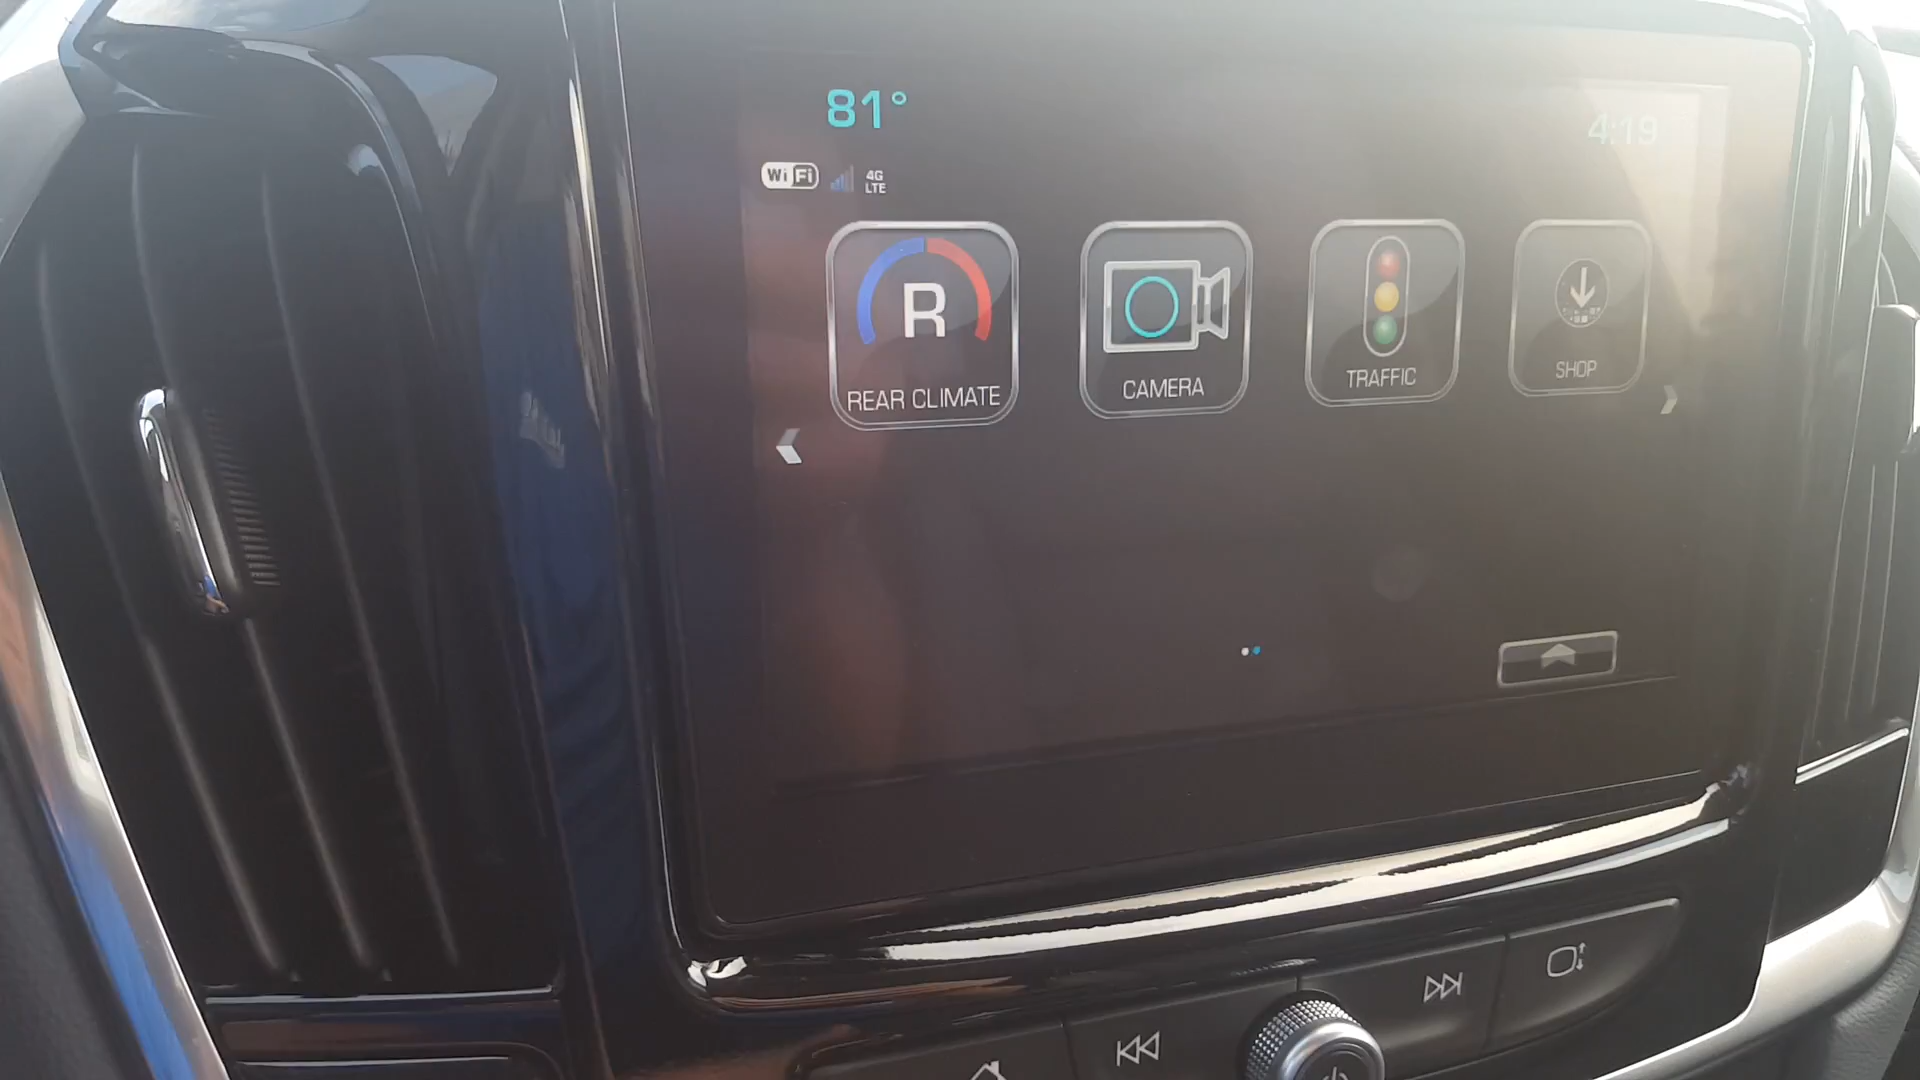 81°
4:19
WiFi 4G LTE
R
REAR CLIMATE
CAMERA
TRAFFIC
SHOP